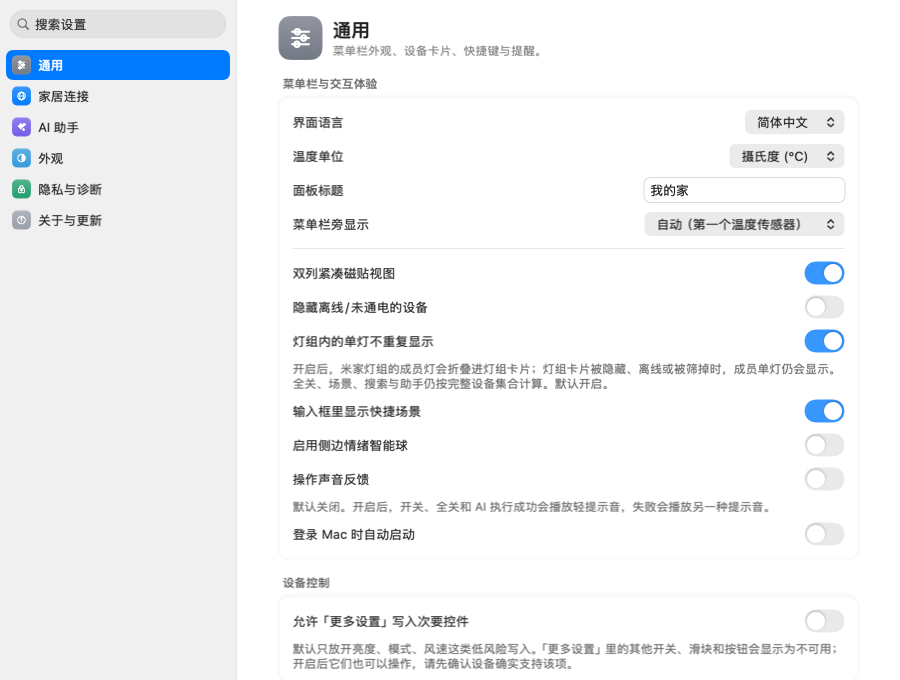 搜索设置
通用
家居连接
AI 助手
外观
隐私与诊断
关于与更新
通用
菜单栏外观、设备卡片、快捷键与提醒。
菜单栏与交互体验
界面语言
简体中文
温度单位
摄氏度 (°C)
面板标题
我的家
菜单栏旁显示
自动（第一个温度传感器）
双列紧凑磁贴视图
隐藏离线/未通电的设备
灯组内的单灯不重复显示
开启后，米家灯组的成员灯会折叠进灯组卡片；灯组卡片被隐藏、离线或被筛掉时，成员单灯仍会显示。
全关、场景、搜索与助手仍按完整设备集合计算。默认开启。
输入框里显示快捷场景
启用侧边情绪智能球
操作声音反馈
默认关闭。开启后，开关、全关和 AI 执行成功会播放轻提示音，失败会播放另一种提示音。
登录 Mac 时自动启动
设备控制
允许「更多设置」写入次要控件
默认只放开亮度、模式、风速这类低风险写入。「更多设置」里的其他开关、滑块和按钮会显示为不可用；
开启后它们也可以操作，请先确认设备确实支持该项。